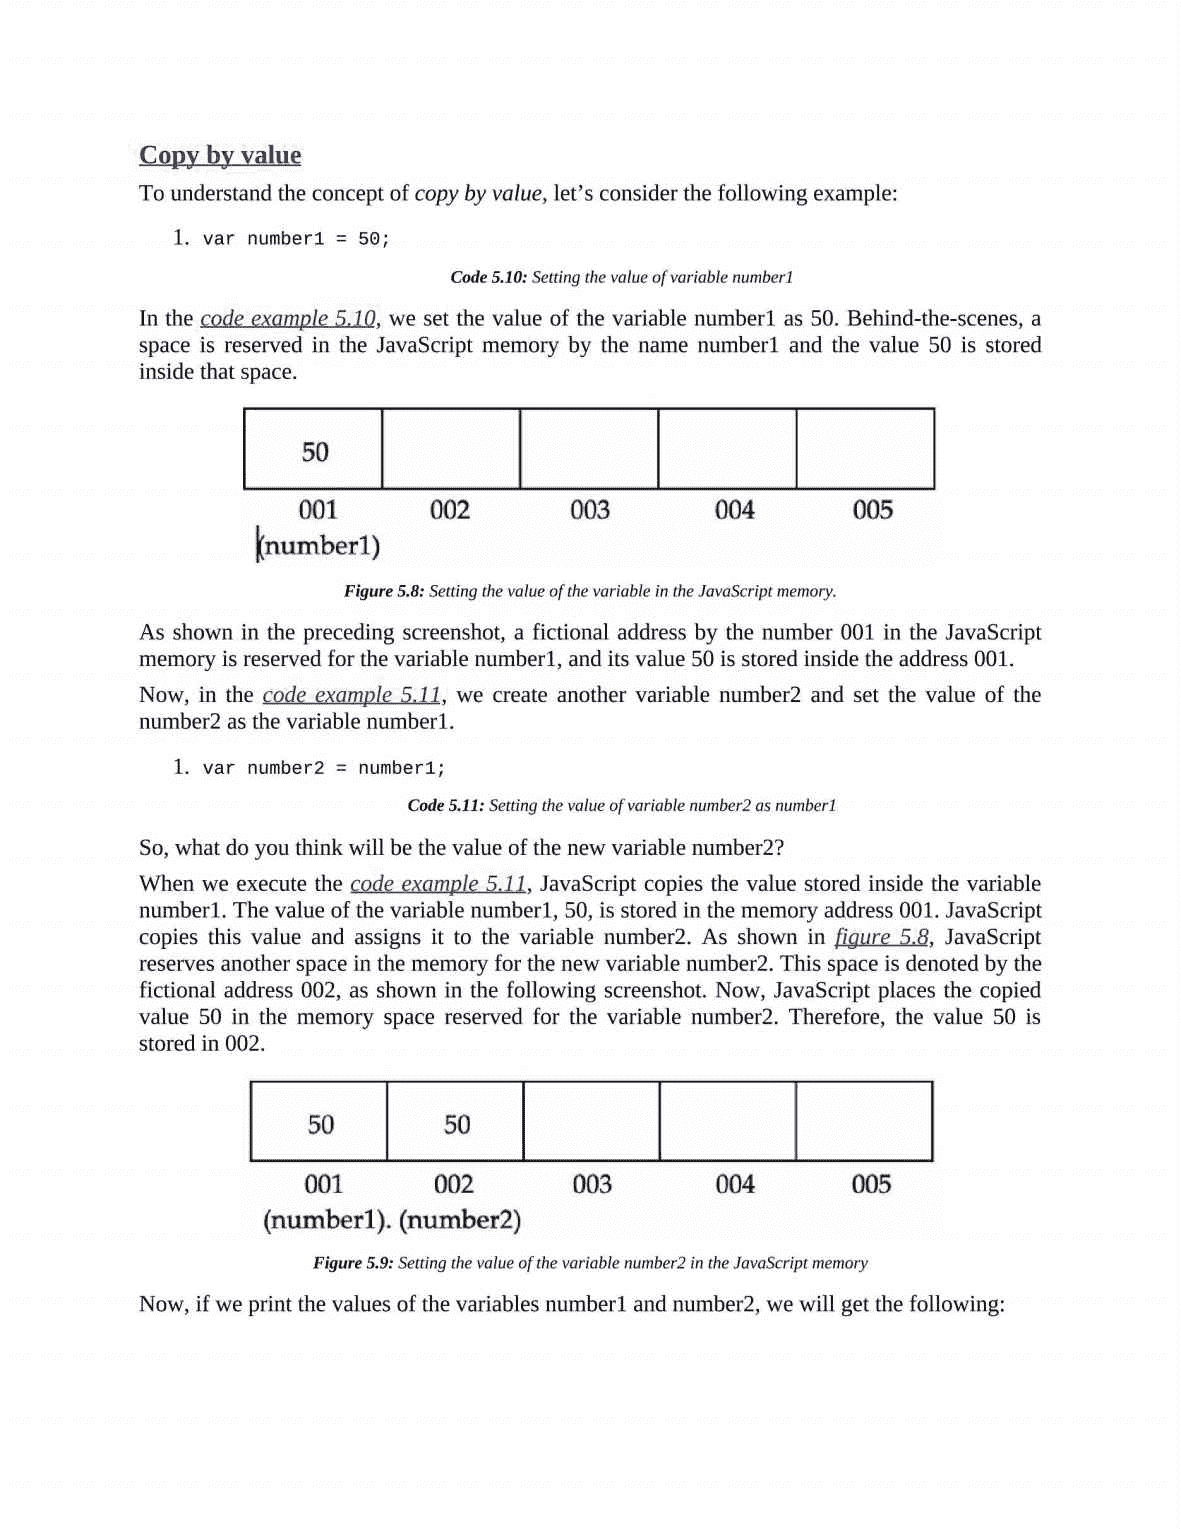 Copy by value
To understand the concept of copy by value, let’s consider the following example:
1. var number1 = 50;
Code 5.10: Setting the value of variable number1
In the code example 5.10, we set the value of the variable number1 as 50. Behind-the-scenes, a
space is reserved in the JavaScript memory by the name number1 and the value 50 is stored
inside that space.
50
001 002 003 004 005
(number1)
Figure 5.8: Setting the value of the variable in the JavaScript memory.
As shown in the preceding screenshot, a fictional address by the number 001 in the JavaScript
memory is reserved for the variable number1, and its value 50 is stored inside the address 001.
Now, in the code example 5.11, we create another variable number2 and set the value of the
number2 as the variable number1.
1. var number2 = number1;
Code 5.11: Setting the value of variable number2 as number1
So, what do you think will be the value of the new variable number2?
When we execute the code example 5.11, JavaScript copies the value stored inside the variable
number1. The value of the variable number1, 50, is stored in the memory address 001. JavaScript
copies this value and assigns it to the variable number2. As shown in figure 5.8, JavaScript
reserves another space in the memory for the new variable number2. This space is denoted by the
fictional address 002, as shown in the following screenshot. Now, JavaScript places the copied
value 50 in the memory space reserved for the variable number2. Therefore, the value 50 is
stored in 002.
50 50
001 002 003 004 005
(number1). (number2)
Figure 5.9: Setting the value of the variable number2 in the JavaScript memory
Now, if we print the values of the variables number1 and number2, we will get the following: